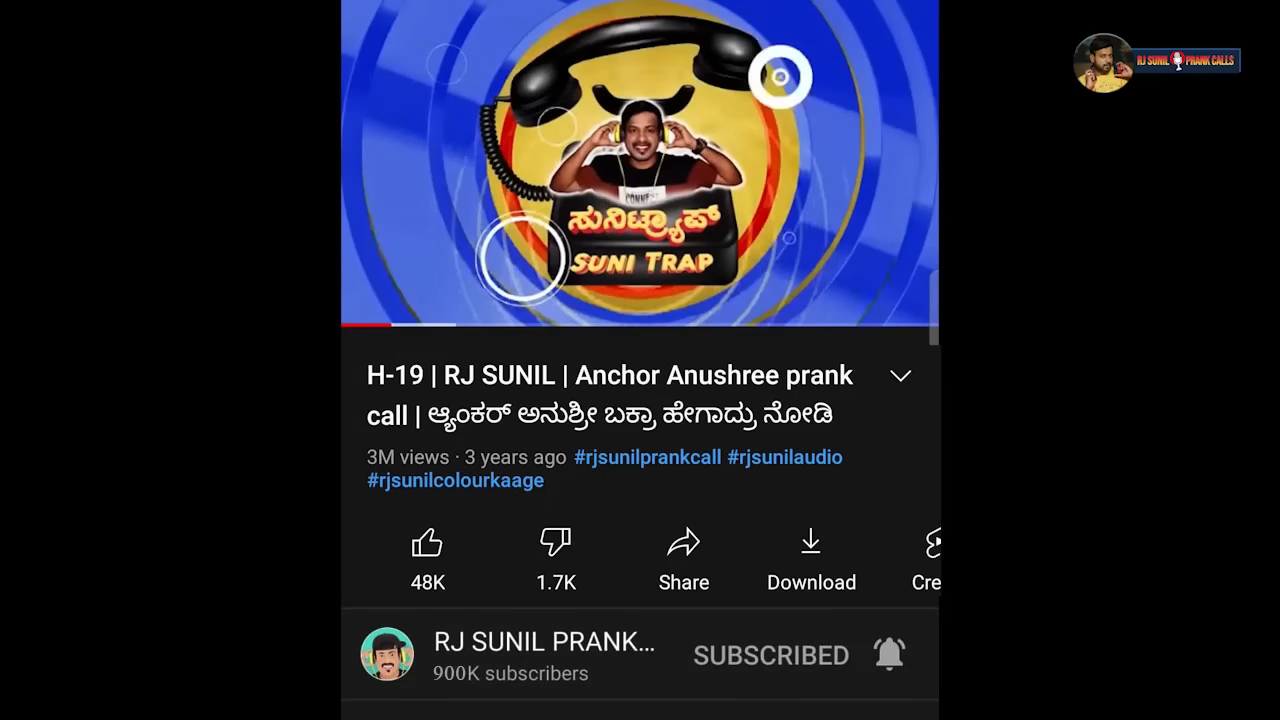 RJ SUNIL PRANK CALLS
CONNE
ಸುನಿಟ್ರ್ಯಾಪ್
SUNI TRAP
H-19 | RJ SUNIL | Anchor Anushree prank
call | ಆ್ಯಂಕರ್ ಅನುಶ್ರೀ ಬಕ್ರಾ ಹೇಗಾದ್ರು ನೋಡಿ
3M views · 3 years ago #rjsunilprankcall #rjsunilaudio
#rjsunilcolourkaage
48K 1.7K Share Download Cre
RJ SUNIL PRANK... SUBSCRIBED
900K subscribers